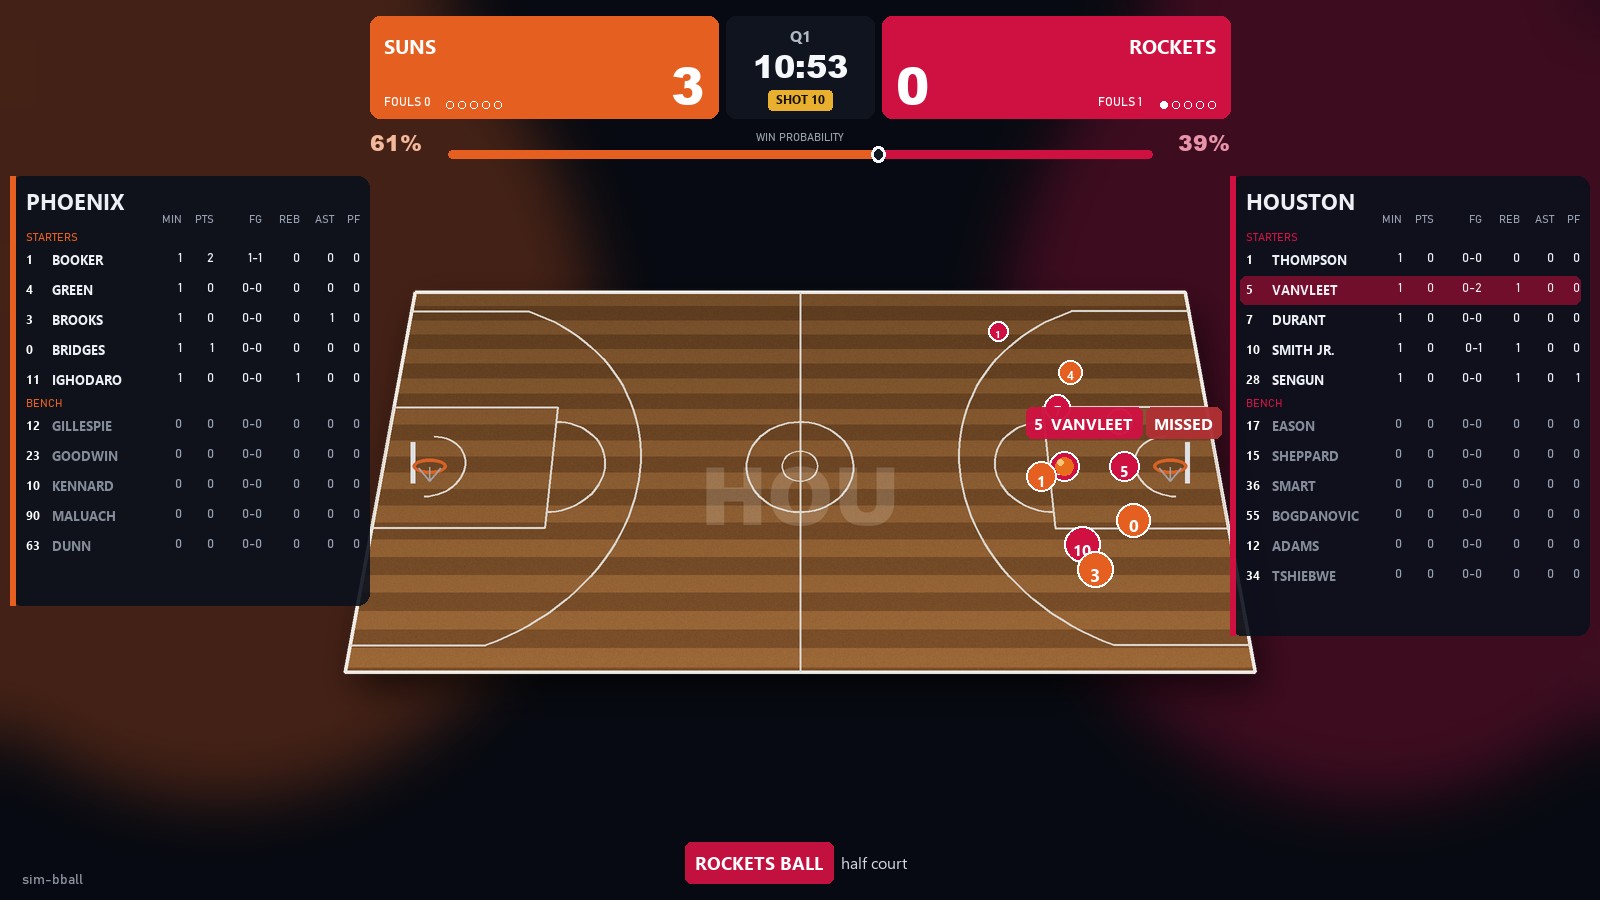 SUNS
3
FOULS 0
Q1
10:53
SHOT 10
ROCKETS
0
FOULS 1
61%
WIN PROBABILITY
39%
PHOENIX
MIN PTS FG REB AST PF
STARTERS
1 BOOKER 1 2 1-1 0 0 0
4 GREEN 1 0 0-0 0 0 0
3 BROOKS 1 0 0-0 0 1 0
0 BRIDGES 1 1 0-0 0 0 0
11 IGHODARO 1 0 0-0 1 0 0
BENCH
12 GILLESPIE 0 0 0-0 0 0 0
23 GOODWIN 0 0 0-0 0 0 0
10 KENNARD 0 0 0-0 0 0 0
90 MALUACH 0 0 0-0 0 0 0
63 DUNN 0 0 0-0 0 0 0
HOUSTON
MIN PTS FG REB AST PF
STARTERS
1 THOMPSON 1 0 0-0 0 0 0
5 VANVLEET 1 0 0-2 1 0 0
7 DURANT 1 0 0-0 0 0 0
10 SMITH JR. 1 0 0-1 1 0 0
28 SENGUN 1 0 0-0 1 0 1
BENCH
17 EASON 0 0 0-0 0 0 0
15 SHEPPARD 0 0 0-0 0 0 0
36 SMART 0 0 0-0 0 0 0
55 BOGDANOVIC 0 0 0-0 0 0 0
12 ADAMS 0 0 0-0 0 0 0
34 TSHIEBWE 0 0 0-0 0 0 0
1
4
5 VANVLEET MISSED
HOU
1
5
0
10
3
ROCKETS BALL half court
sim-bball